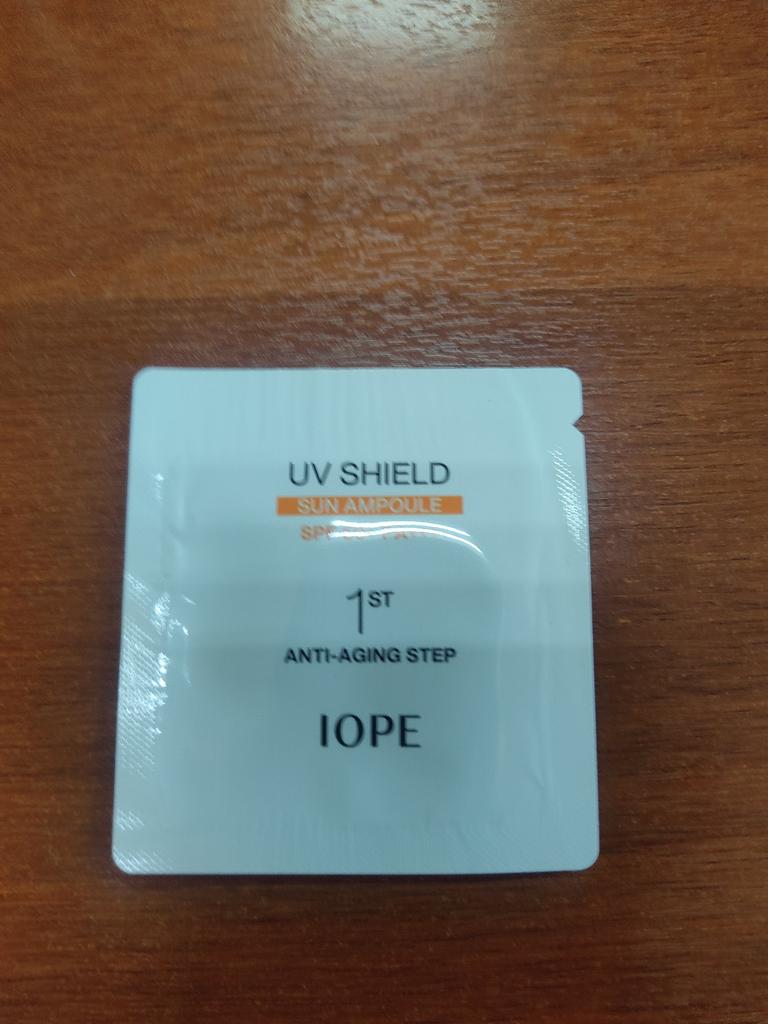 UV SHIELD
SUN AMPOULE
1ST
ANTI-AGING STEP
IOPE